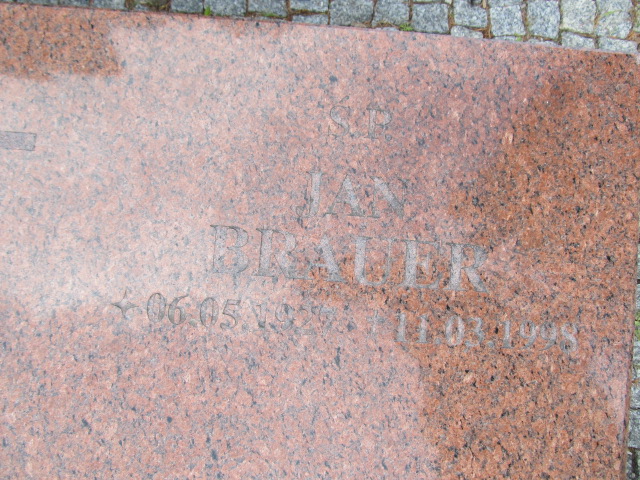 Ś.P.
JAN
BRAUER
✶ 06.05.1927. † 11.03.1998